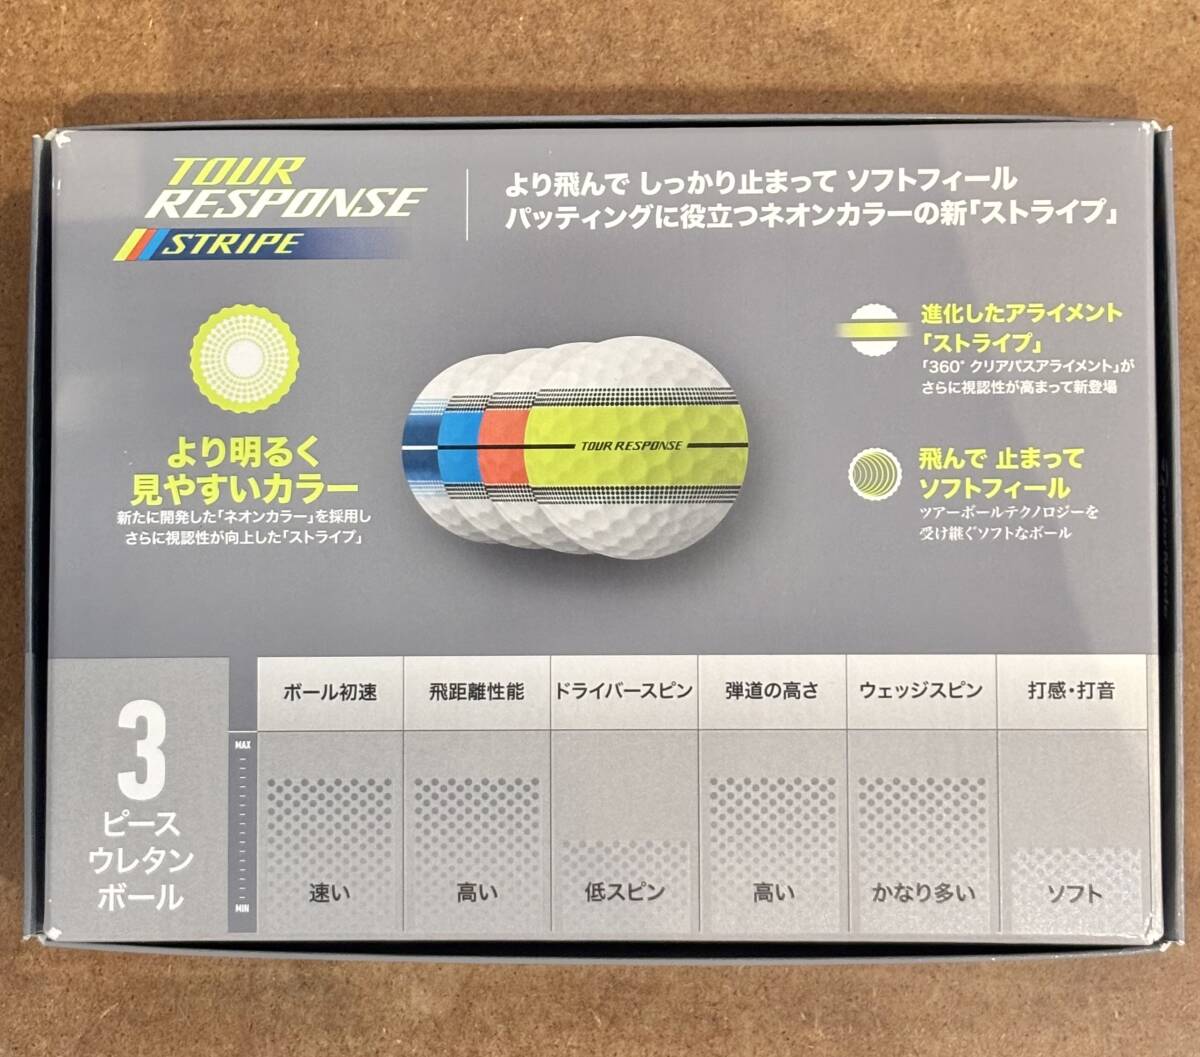 TOUR
RESPONSE
STRIPE
より飛んで しっかり止まって ソフトフィール
パッティングに役立つネオンカラーの新「ストライプ」
より明るく
見やすいカラー
新たに開発した「ネオンカラー」を採用し
さらに視認性が向上した「ストライプ」
TOUR RESPONSE
進化したアライメント
「ストライプ」
「360°クリアパスアライメント」が
さらに視認性が高まって新登場
飛んで 止まって
ソフトフィール
ツアーボールテクノロジーを
受け継ぐソフトなボール
3
ピース
ウレタン
ボール
MAX
MIN
ボール初速
飛距離性能
ドライバースピン
弾道の高さ
ウェッジスピン
打感・打音
速い
高い
低スピン
高い
かなり多い
ソフト